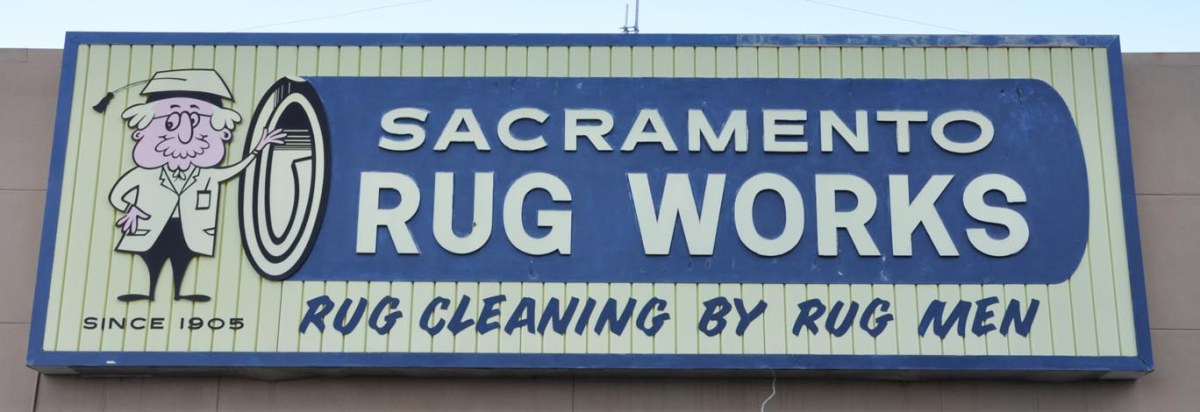 SACRAMENTO
RUG WORKS
RUG CLEANING BY RUG MEN
SINCE 1905